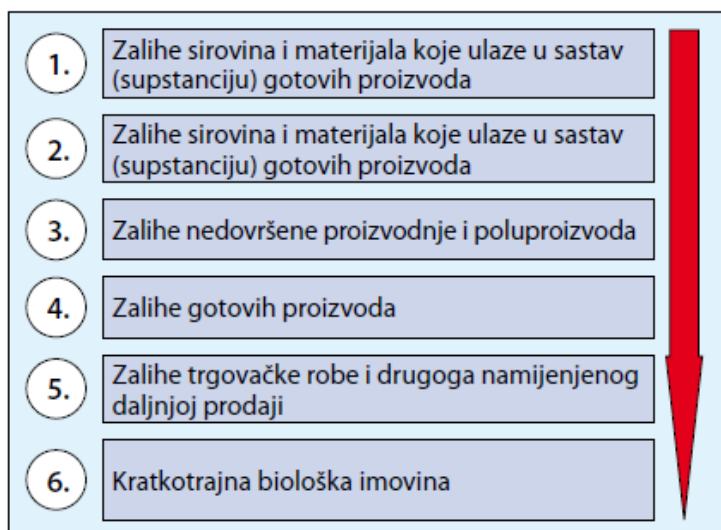 1. Zalihe sirovina i materijala koje ulaze u sastav
(supstanciju) gotovih proizvoda
2. Zalihe sirovina i materijala koje ulaze u sastav
(supstanciju) gotovih proizvoda
3. Zalihe nedovršene proizvodnje i poluproizvoda
4. Zalihe gotovih proizvoda
5. Zalihe trgovačke robe i drugoga namijenjenog
daljnjoj prodaji
6. Kratkotrajna biološka imovina